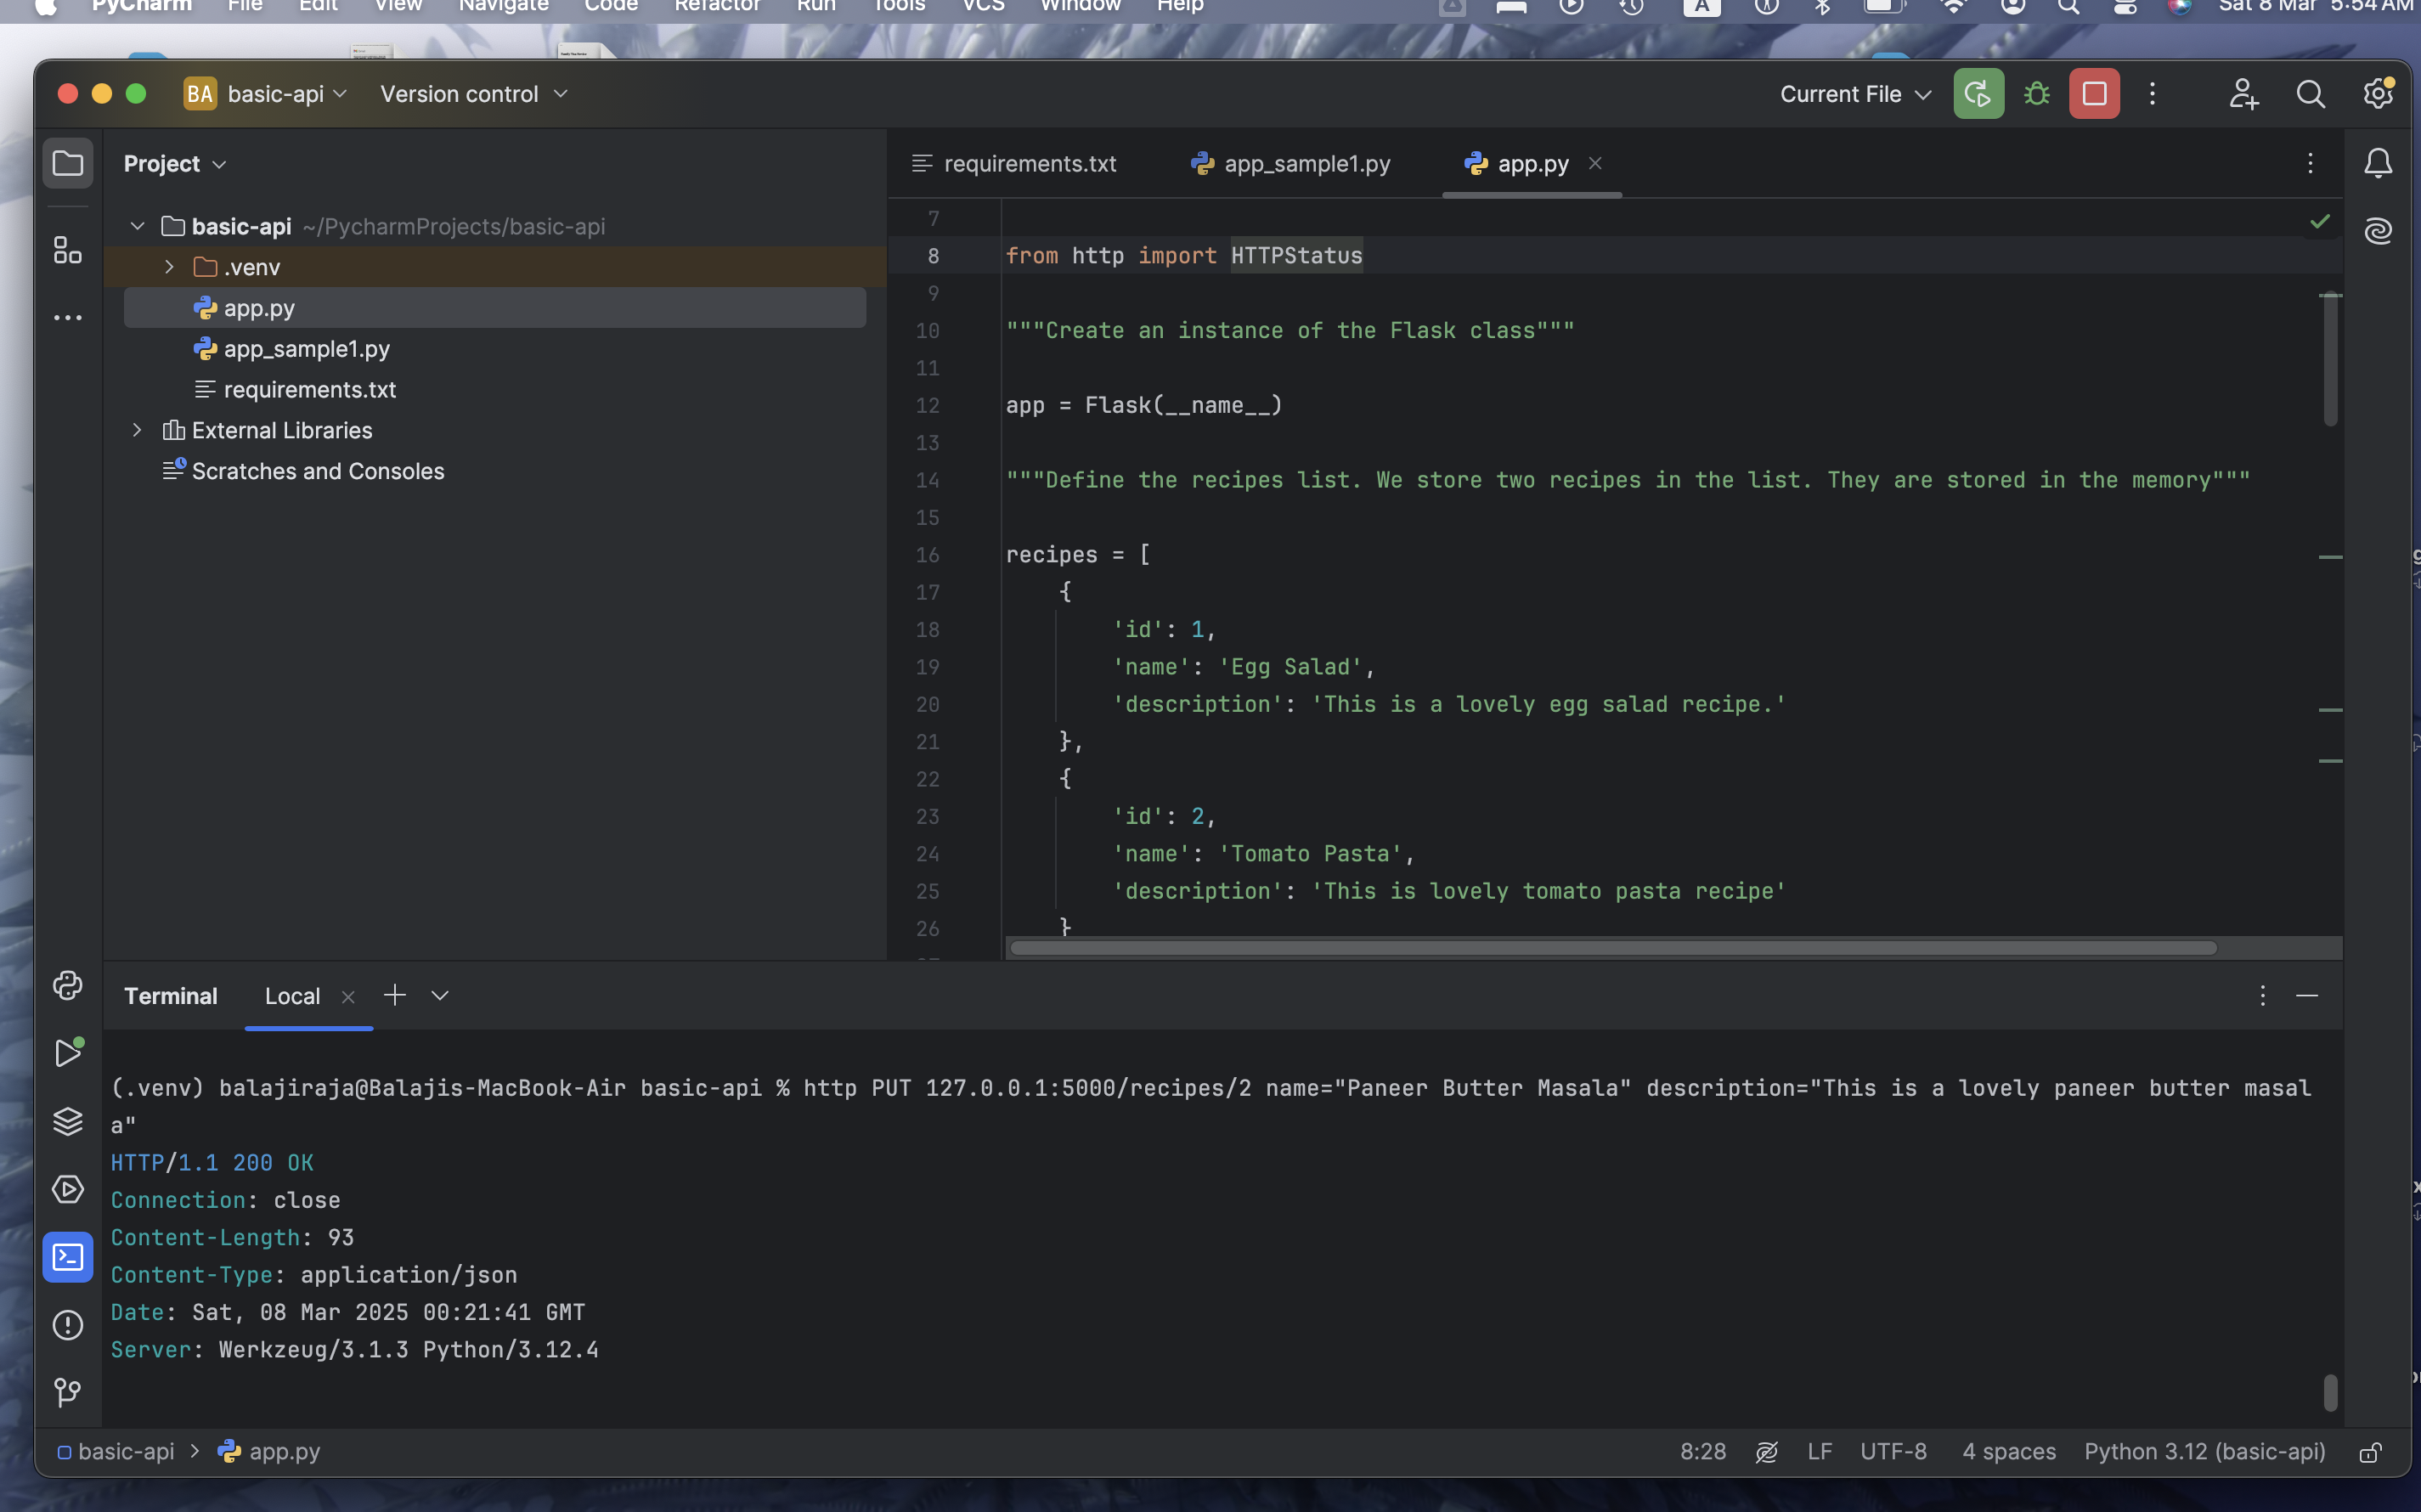 PyCharm File Edit View Navigate Code Refactor Run Tools VCS Window Help A Sat 8 Mar 5:54 AM
BA basic-api Version control Current File
Project
requirements.txt app_sample1.py app.py
basic-api ~/PycharmProjects/basic-api
.venv
app.py
app_sample1.py
requirements.txt
External Libraries
Scratches and Consoles
7
8 from http import HTTPStatus
9
10 """Create an instance of the Flask class"""
11
12 app = Flask(__name__)
13
14 """Define the recipes list. We store two recipes in the list. They are stored in the memory"""
15
16 recipes = [
17 {
18 'id': 1,
19 'name': 'Egg Salad',
20 'description': 'This is a lovely egg salad recipe.'
21 },
22 {
23 'id': 2,
24 'name': 'Tomato Pasta',
25 'description': 'This is lovely tomato pasta recipe'
26 }
Terminal Local
(.venv) balajiraja@Balajis-MacBook-Air basic-api % http PUT 127.0.0.1:5000/recipes/2 name="Paneer Butter Masala" description="This is a lovely paneer butter masal
a"
HTTP/1.1 200 OK
Connection: close
Content-Length: 93
Content-Type: application/json
Date: Sat, 08 Mar 2025 00:21:41 GMT
Server: Werkzeug/3.1.3 Python/3.12.4
basic-api > app.py 8:28 LF UTF-8 4 spaces Python 3.12 (basic-api)